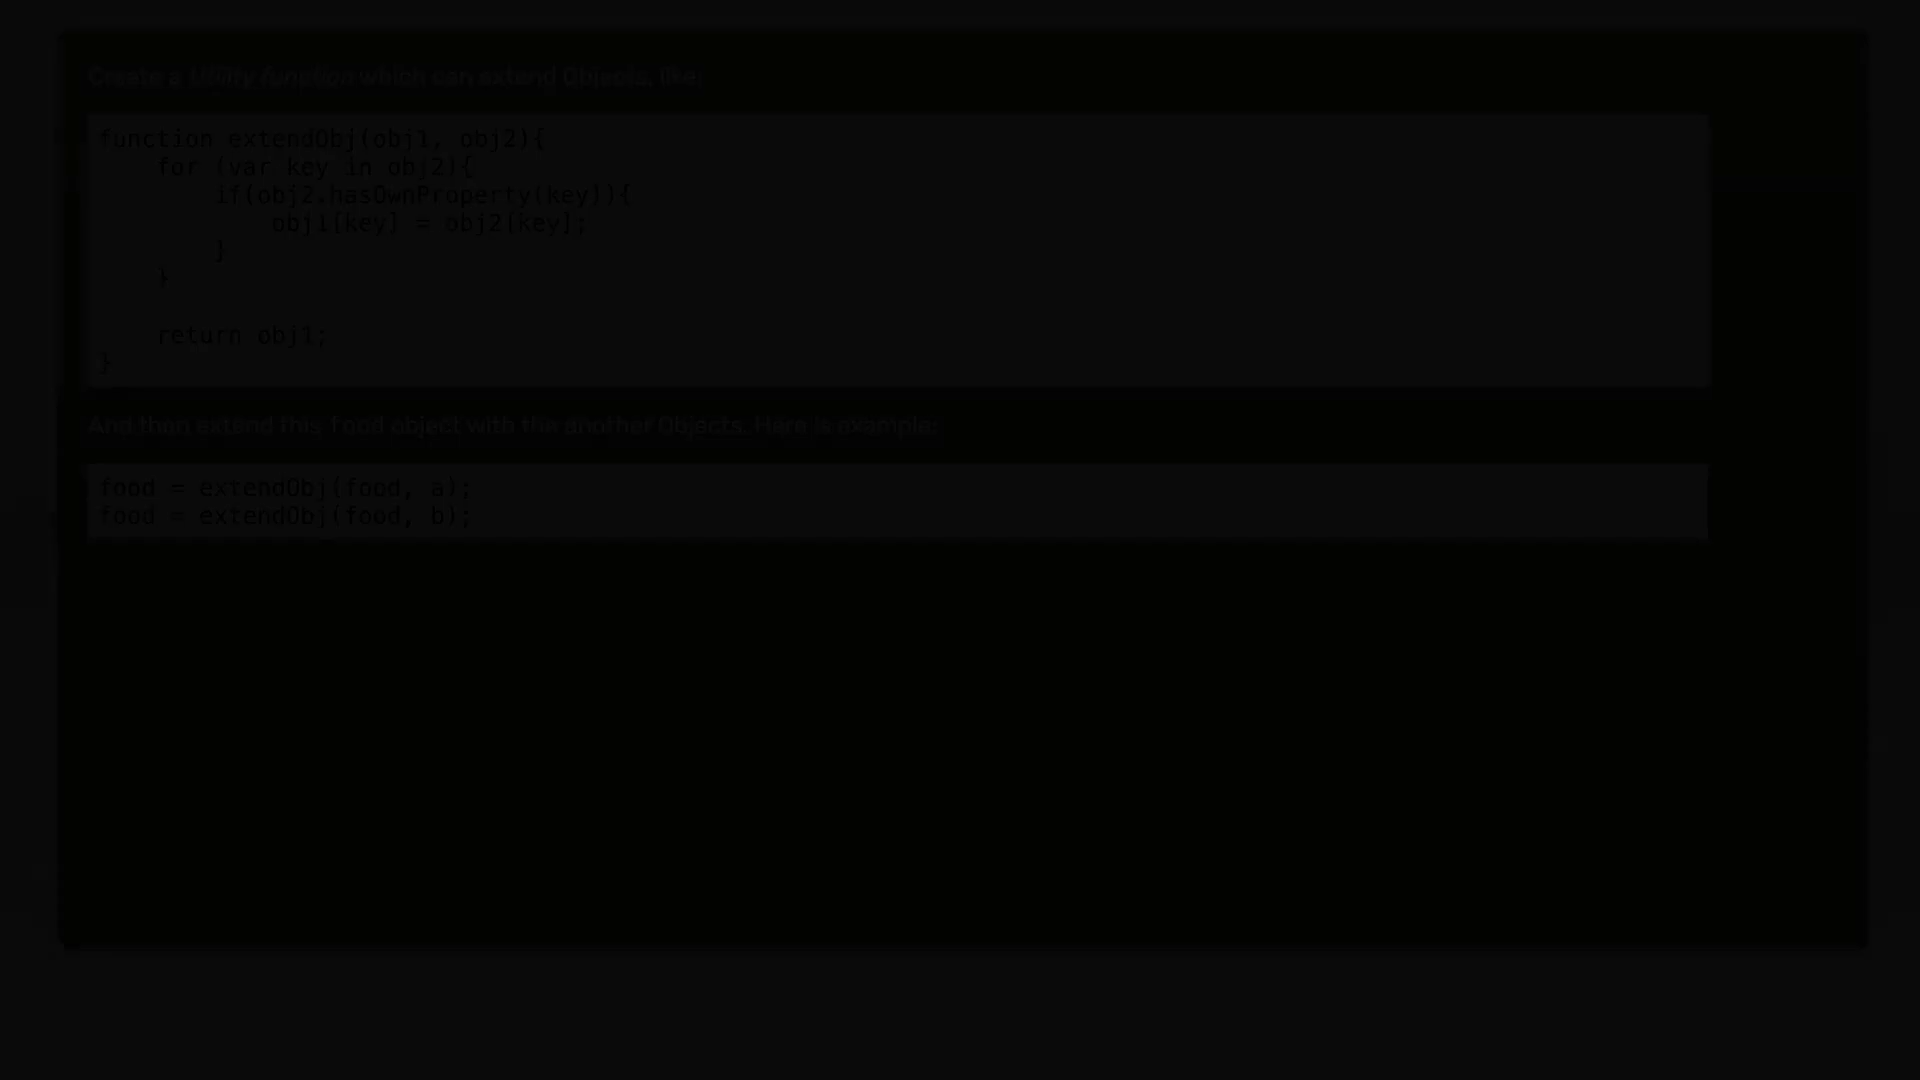 Create a Utility function which can extend Objects, like:
function extendObj(obj1, obj2){
    for (var key in obj2){
        if(obj2.hasOwnProperty(key)){
            obj1[key] = obj2[key];
        }
    }
    return obj1;
}
And then extend this food object with the another Objects. Here is example:
food = extendObj(food, a);
food = extendObj(food, b);